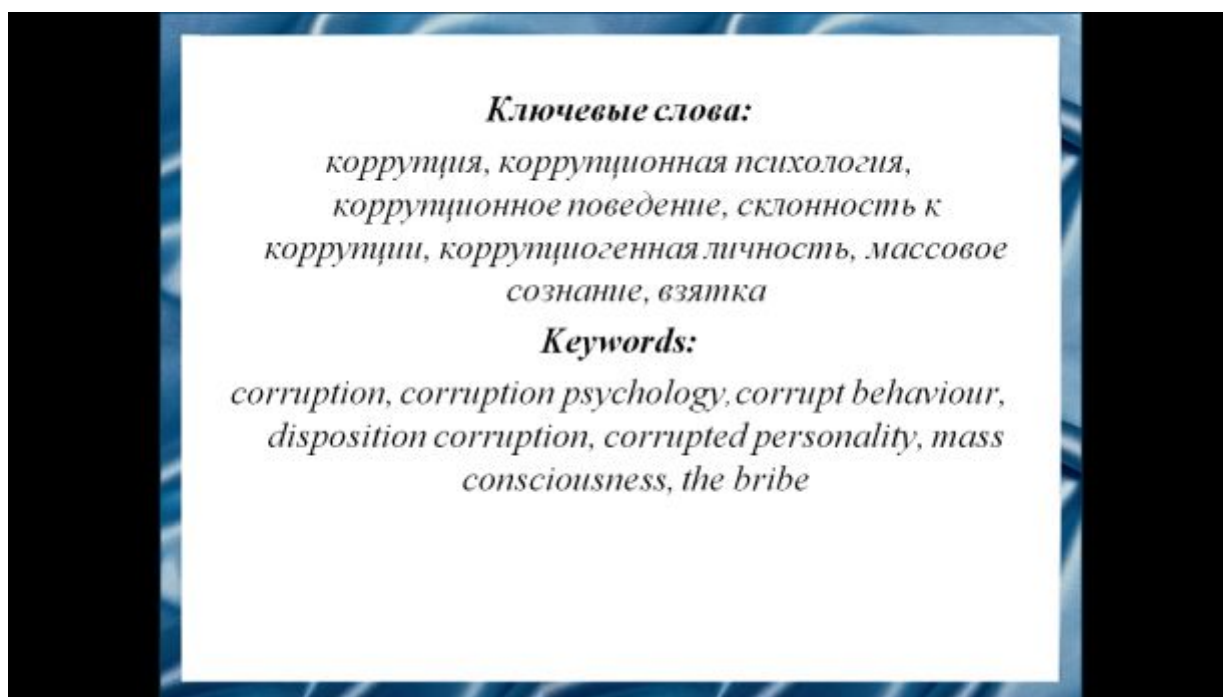 Ключевые слова:
коррупция, коррупционная психология,
коррупционное поведение, склонность к
коррупции, коррупциогенная личность, массовое
сознание, взятка
Keywords:
corruption, corruption psychology, corrupt behaviour,
disposition corruption, corrupted personality, mass
consciousness, the bribe